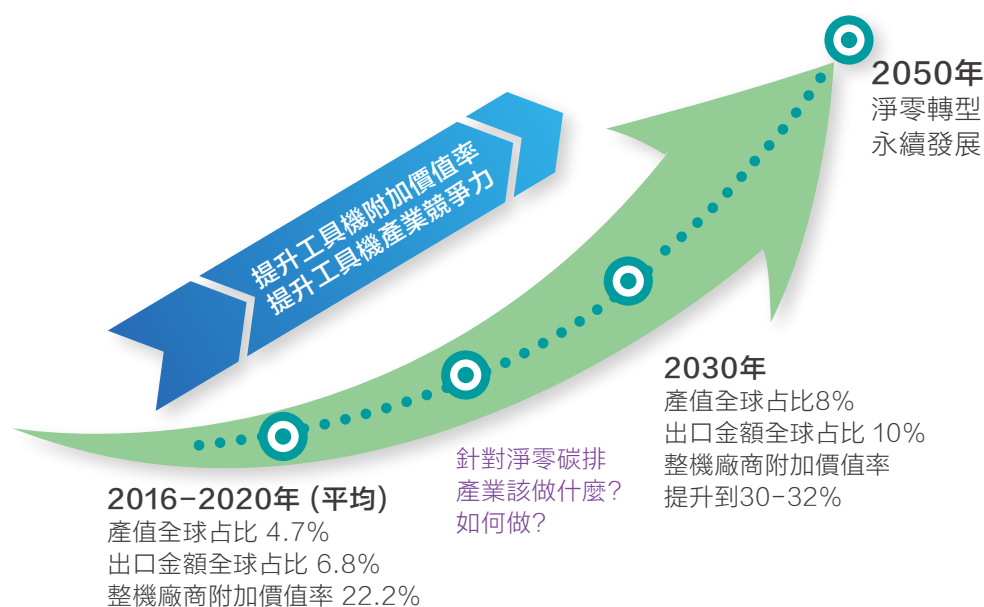 2050年
淨零轉型
永續發展
提升工具機附加價值率
提升工具機產業競爭力
2030年
產值全球占比8%
出口金額全球占比 10%
整機廠商附加價值率
提升到30-32%
針對淨零碳排
產業該做什麼?
如何做?
2016-2020年 (平均)
產值全球占比 4.7%
出口金額全球占比 6.8%
整機廠商附加價值率 22.2%